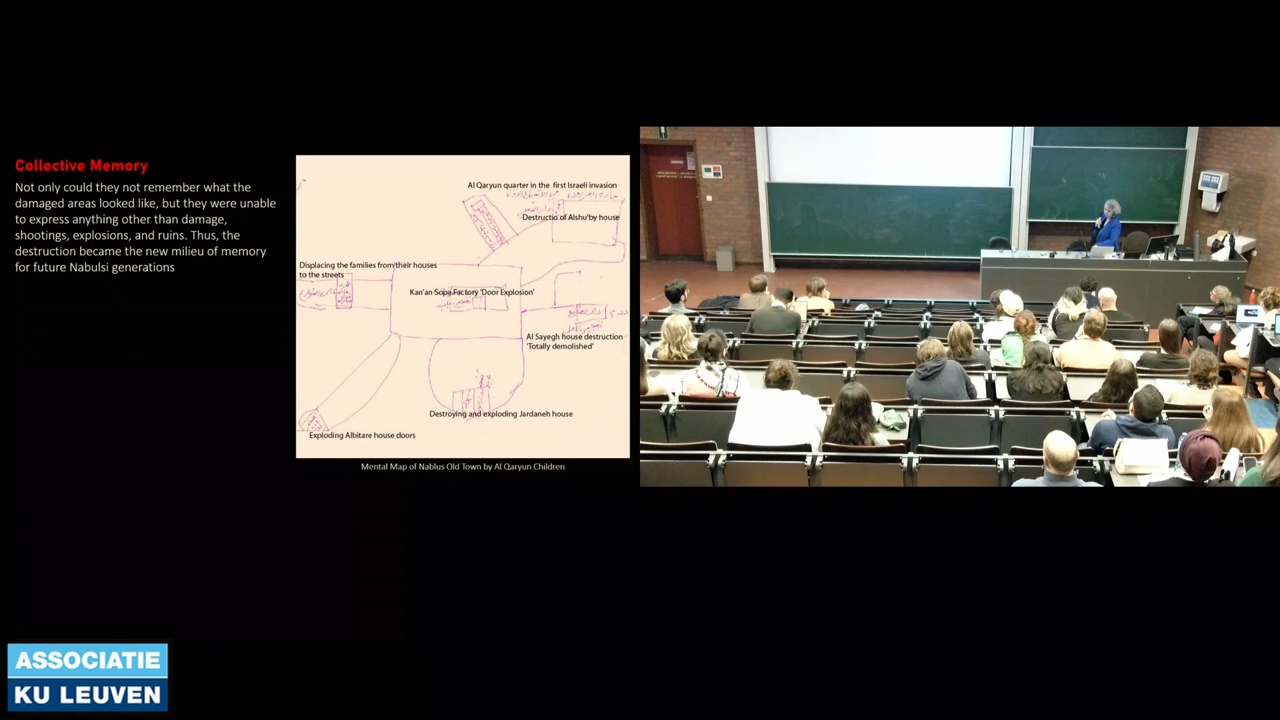 Collective Memory
Not only could they not remember what the
damaged areas looked like, but they were unable
to express anything other than damage,
shootings, explosions, and ruins. Thus, the
destruction became the new milieu of memory
for future Nabulsi generations
Al Qaryun quarter in the first Israeli invasion
Destructio of Alshu'by house
Displacing the families from their houses
to the streets
Kan'an Sopa Factory 'Door Explosion'
Al Sayegh house destruction
'Totally demolished'
Destroying and exploding Jardaneh house
Exploding Albitare house doors
Mental Map of Nablus Old Town by Al Qaryun Children
ASSOCIATIE
KU LEUVEN